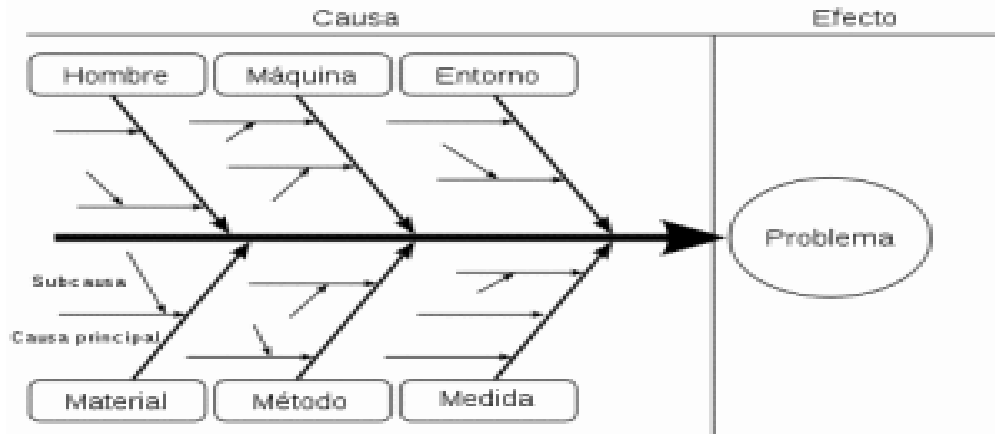 Causa
Efecto
Hombre
Máquina
Entorno
Problema
Subcausa
Causa principal
Material
Método
Medida